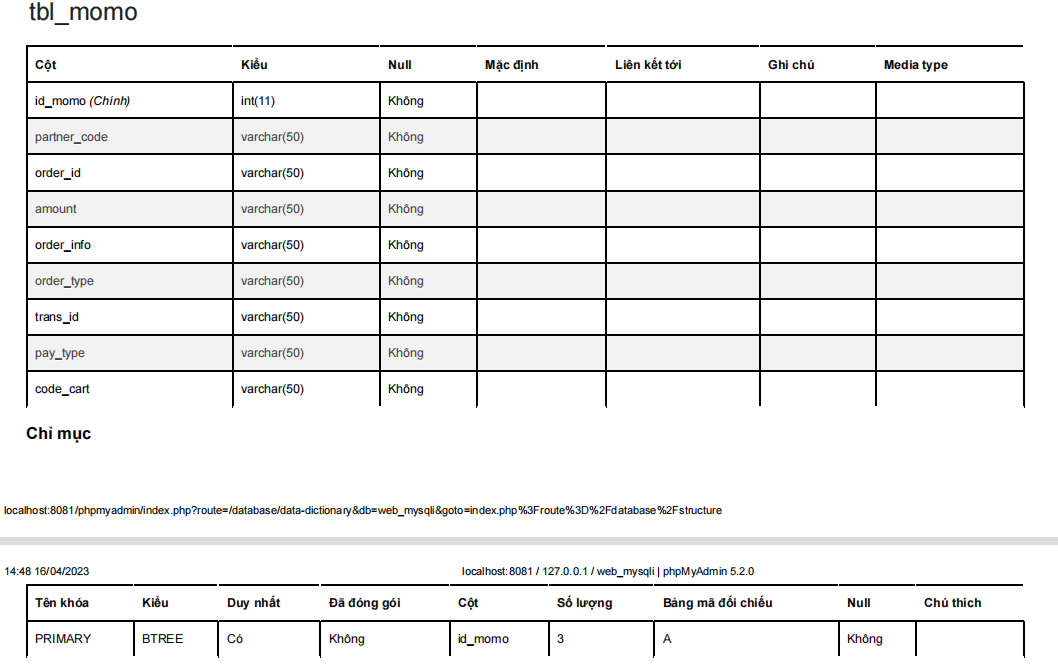 tbl_momo
Cột Kiểu Null Mặc định Liên kết tới Ghi chú Media type
id_momo (Chính) int(11) Không
partner_code varchar(50) Không
order_id varchar(50) Không
amount varchar(50) Không
order_info varchar(50) Không
order_type varchar(50) Không
trans_id varchar(50) Không
pay_type varchar(50) Không
code_cart varchar(50) Không
Chỉ mục
localhost:8081/phpmyadmin/index.php?route=/database/data-dictionary&db=web_mysqli&goto=index.php%3Froute%3D%2Fdatabase%2Fstructure
14:48 16/04/2023 localhost:8081 / 127.0.0.1 / web_mysqli | phpMyAdmin 5.2.0
Tên khóa Kiểu Duy nhất Đã đóng gói Cột Số lượng Bảng mã đối chiếu Null Chú thích
PRIMARY BTREE Có Không id_momo 3 A Không